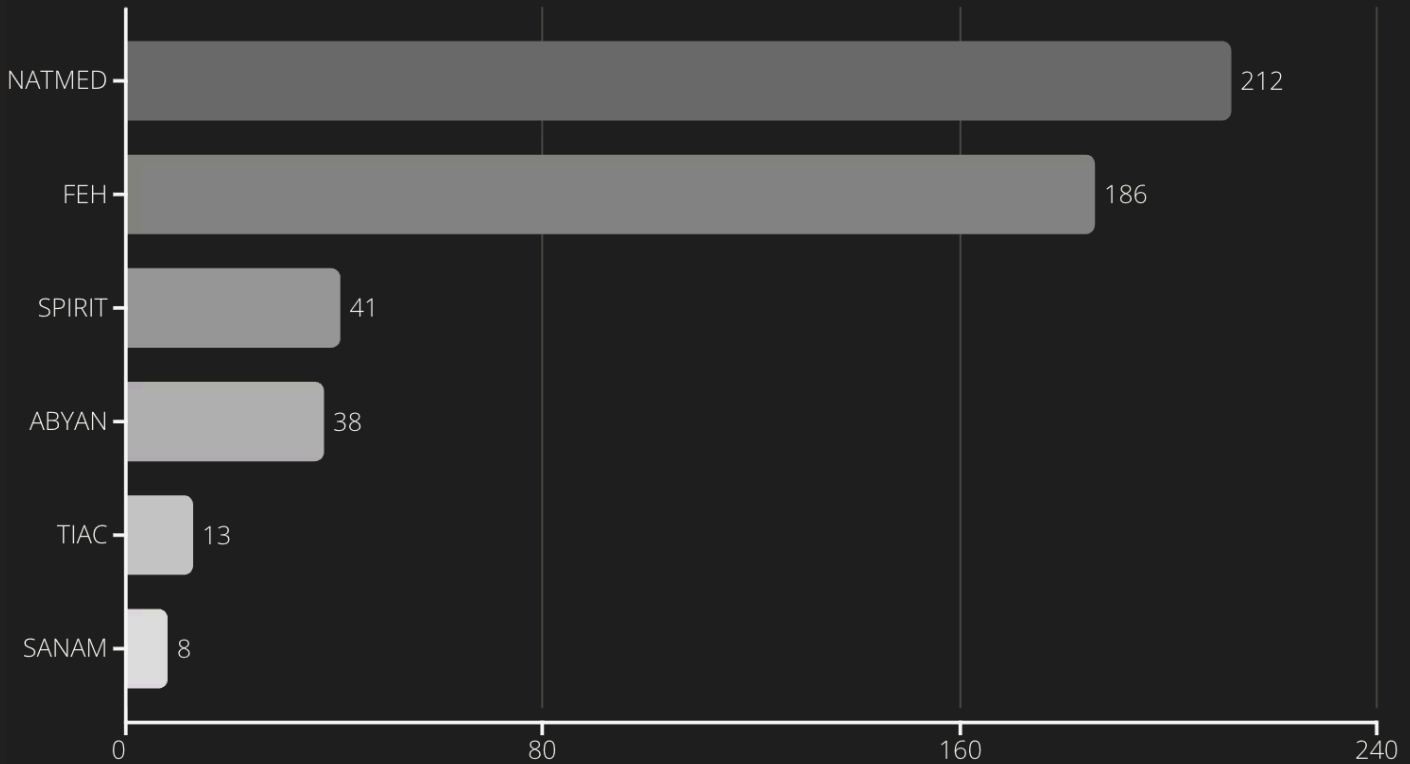 NATMED 212
FEH 186
SPIRIT 41
ABYAN 38
TIAC 13
SANAM 8
0 80 160 240